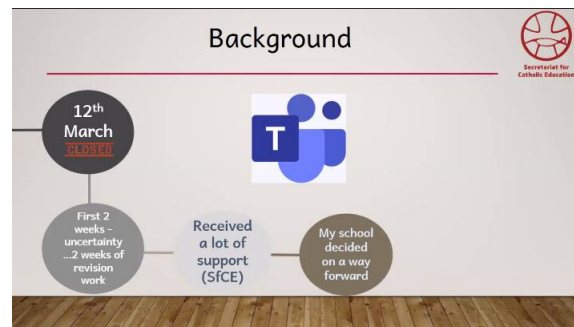 Background
Secretariat for
Catholic Education
12th
March
CLOSED
T
First 2
weeks –
uncertainty
...2 weeks of
revision
work
Received
a lot of
support
(SfCE)
My school
decided
on a way
forward